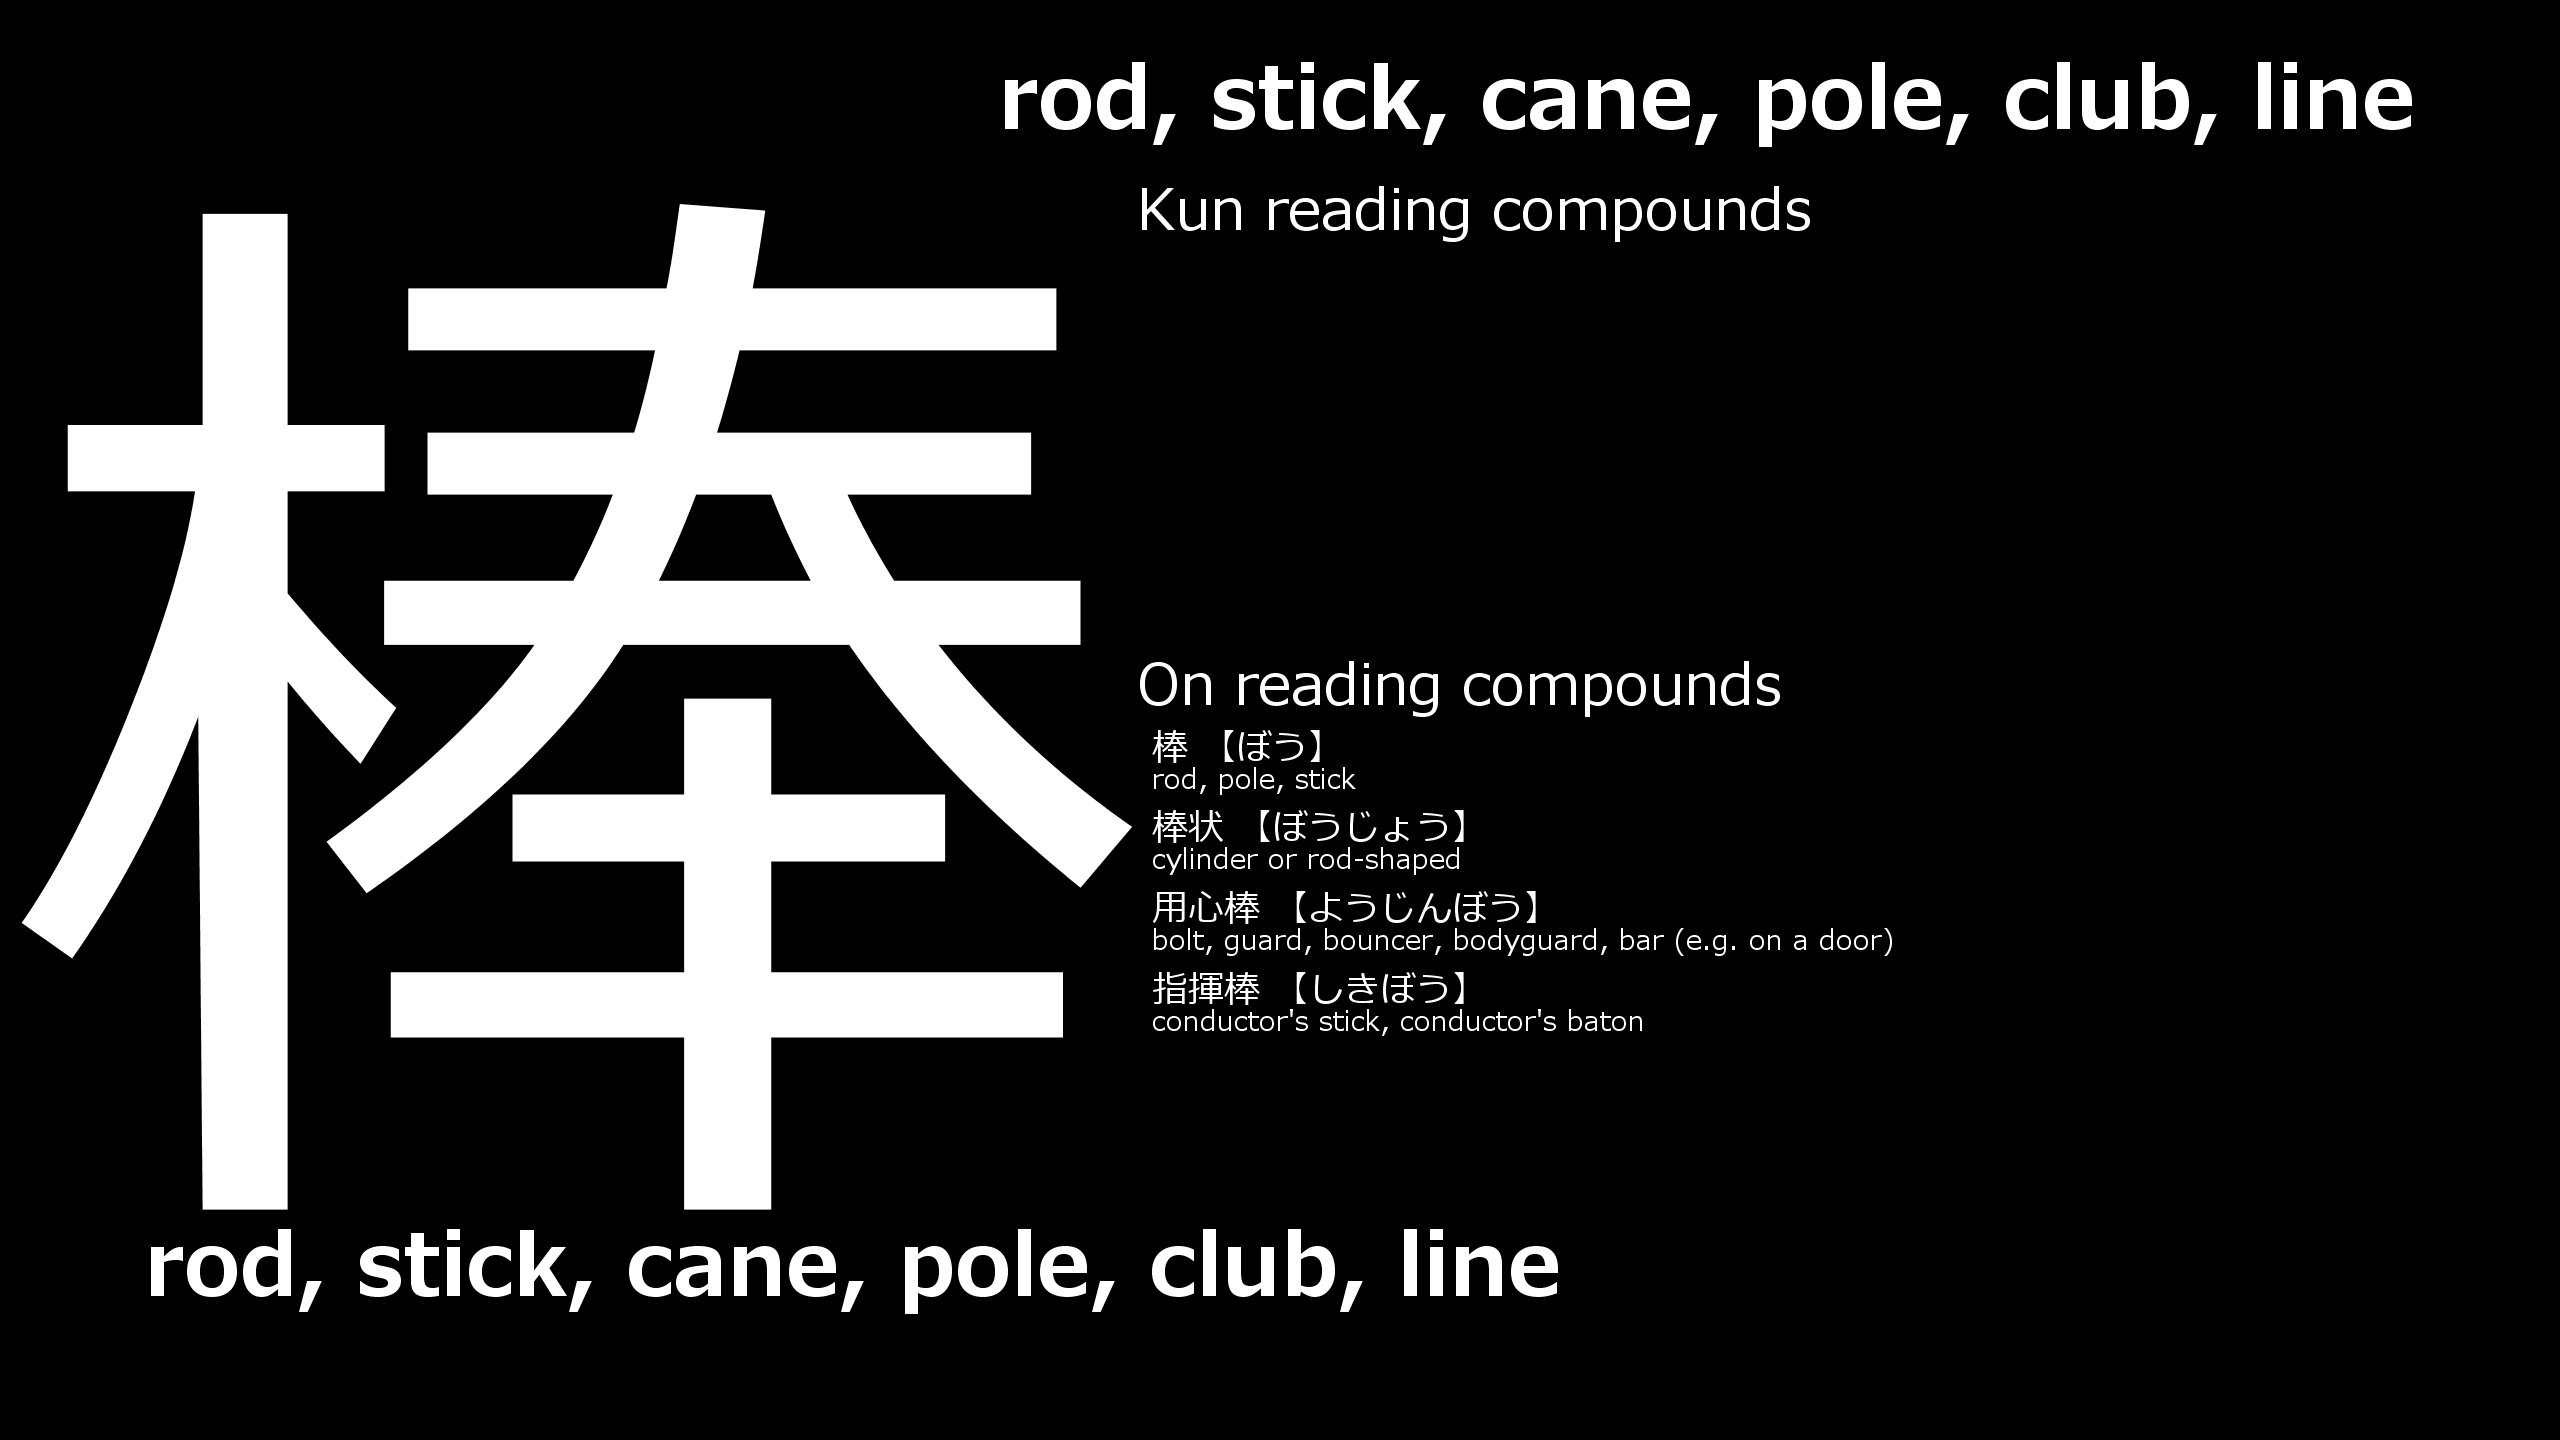 rod, stick, cane, pole, club, line
棒
Kun reading compounds
On reading compounds
棒 【ぼう】
rod, pole, stick
棒状 【ぼうじょう】
cylinder or rod-shaped
用心棒 【ようじんぼう】
bolt, guard, bouncer, bodyguard, bar (e.g. on a door)
指揮棒 【しきぼう】
conductor's stick, conductor's baton
rod, stick, cane, pole, club, line